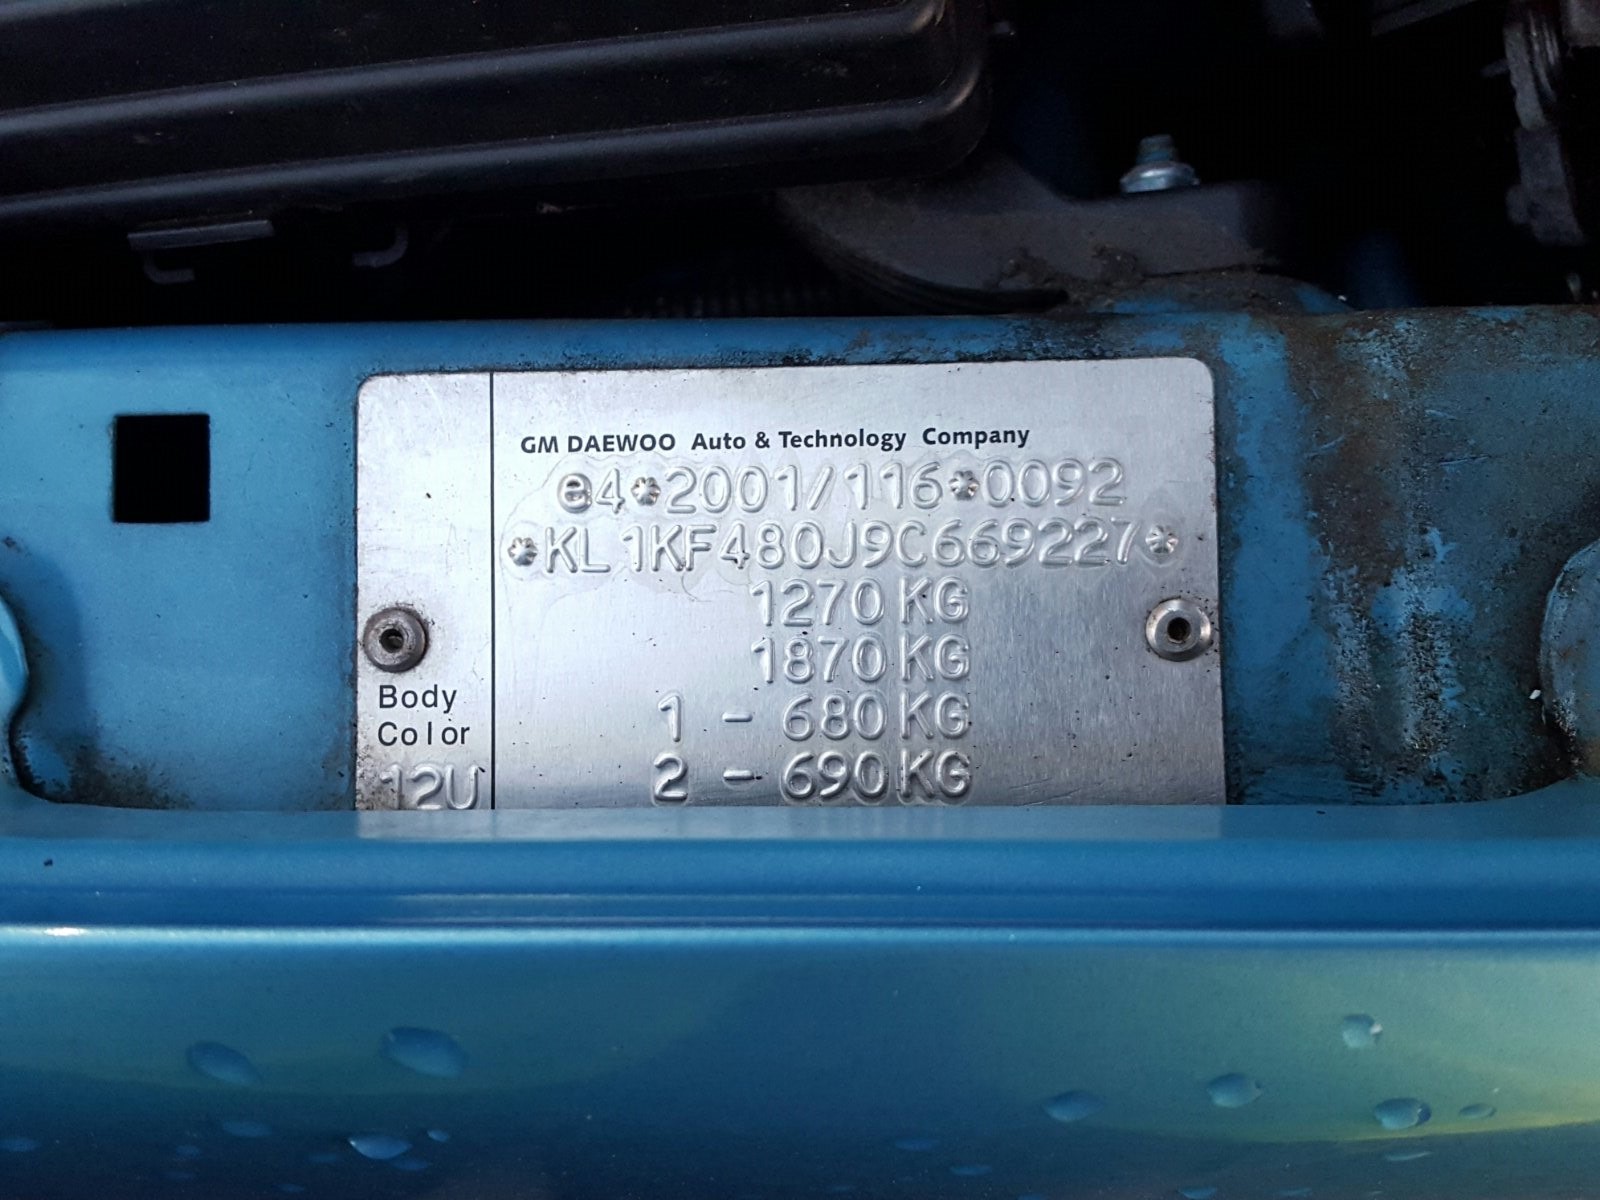 GM DAEWOO Auto & Technology Company
e4*2001/116*0092
*KL1KF480J9C669227*
1270 KG
1870 KG
1 - 680 KG
2 - 690 KG
Body
Color
12U